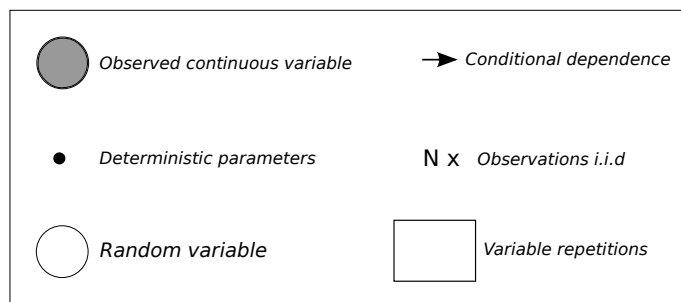 Observed continuous variable
Conditional dependence
Deterministic parameters
N x Observations i.i.d
Random variable
Variable repetitions